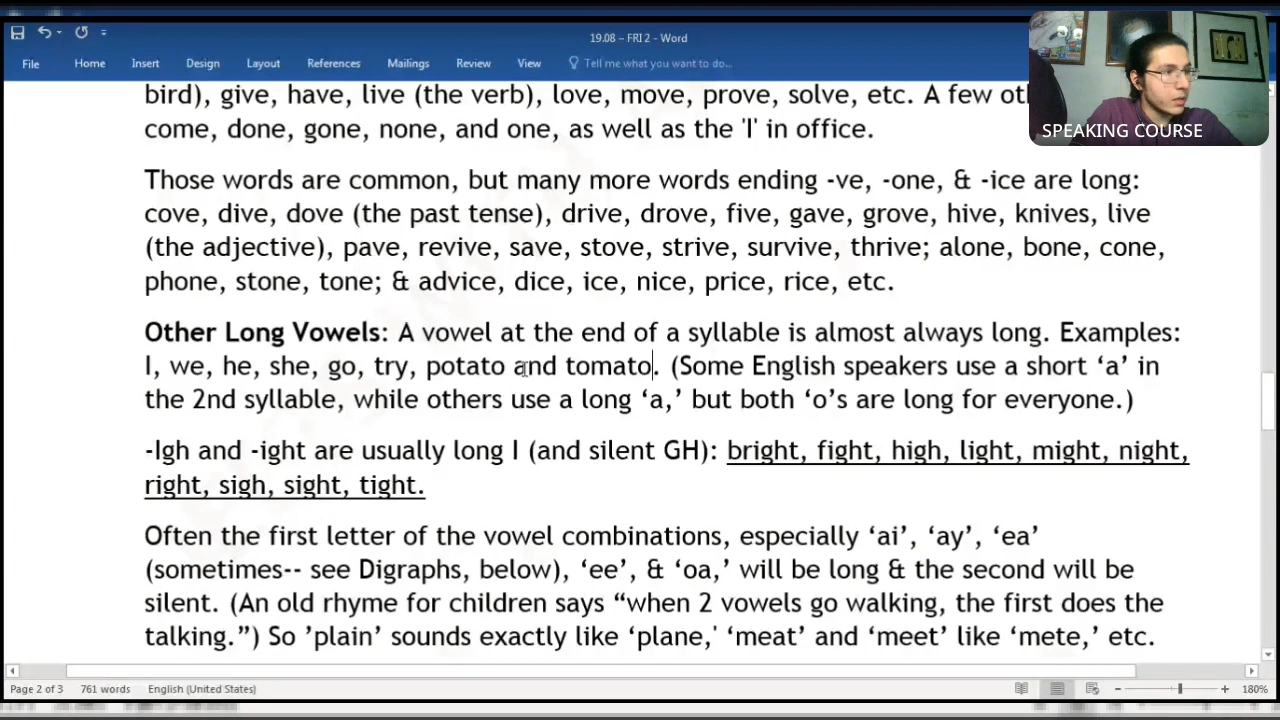 19.08 – FRI 2 - Word
File Home Insert Design Layout References Mailings Review View Tell me what you want to do...
SPEAKING COURSE
bird), give, have, live (the verb), love, move, prove, solve, etc. A few
come, done, gone, none, and one, as well as the 'I' in office.
Those words are common, but many more words ending -ve, -one, & -ice are long:
cove, dive, dove (the past tense), drive, drove, five, gave, grove, hive, knives, live
(the adjective), pave, revive, save, stove, strive, survive, thrive; alone, bone, cone,
phone, stone, tone; & advice, dice, ice, nice, price, rice, etc.
Other Long Vowels: A vowel at the end of a syllable is almost always long. Examples:
I, we, he, she, go, try, potato and tomato. (Some English speakers use a short ‘a’ in
the 2nd syllable, while others use a long ‘a,’ but both ‘o’s are long for everyone.)
-Igh and -ight are usually long I (and silent GH): bright, fight, high, light, might, night,
right, sigh, sight, tight.
Often the first letter of the vowel combinations, especially ‘ai’, ‘ay’, ‘ea’
(sometimes-- see Digraphs, below), ‘ee’, & ‘oa,’ will be long & the second will be
silent. (An old rhyme for children says “when 2 vowels go walking, the first does the
talking.”) So ’plain’ sounds exactly like ‘plane,' ‘meat’ and ‘meet’ like ‘mete,’ etc.
Page 2 of 3 761 words English (United States) 180%